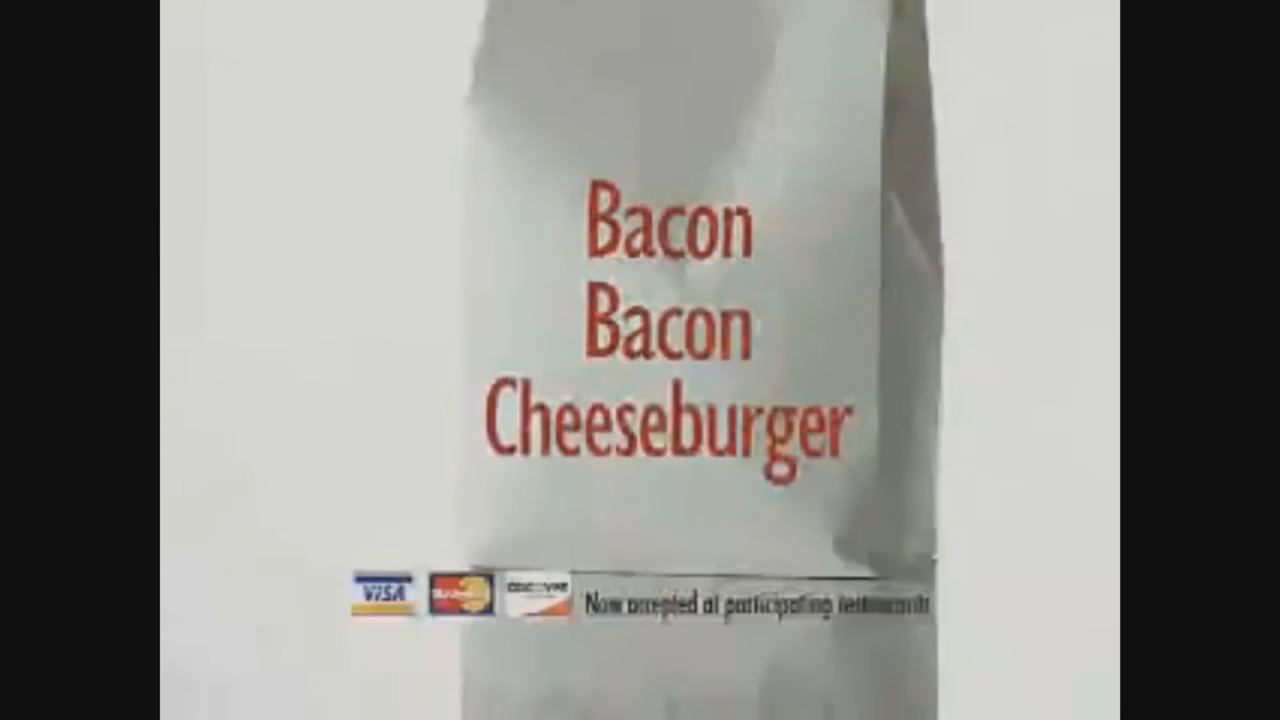 Bacon
Bacon
Cheeseburger
VISA
Now accepted at participating restaurants